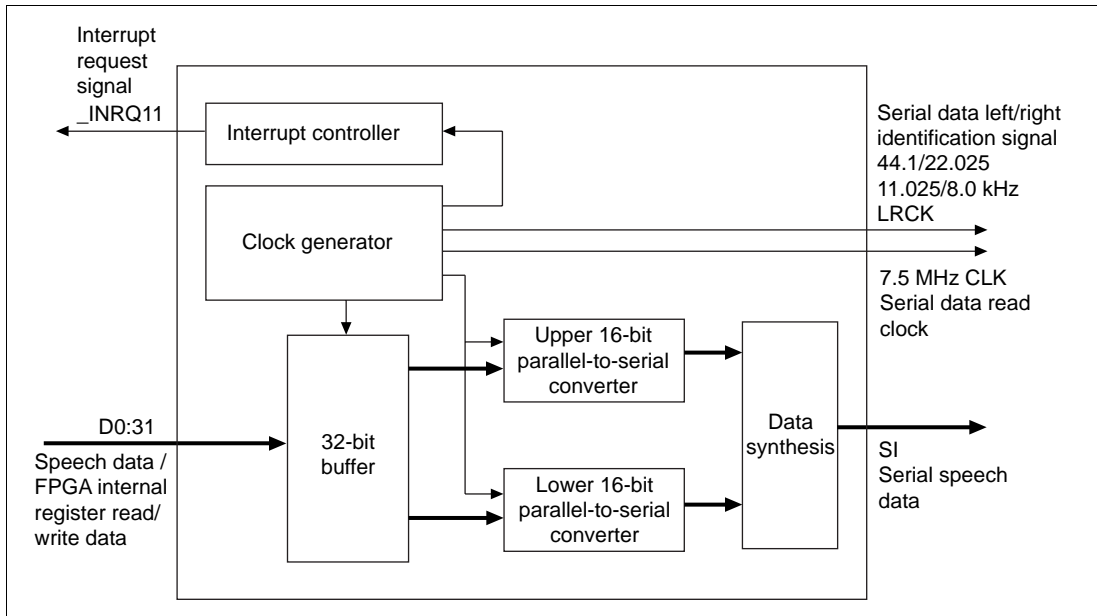 Interrupt
request
signal
_INRQ11
Interrupt controller
Serial data left/right
identification signal
44.1/22.025
11.025/8.0 kHz
LRCK
Clock generator
7.5 MHz CLK
Serial data read
clock
Upper 16-bit
parallel-to-serial
converter
D0:31
Speech data /
FPGA internal
register read/
write data
32-bit
buffer
Data
synthesis
SI
Serial speech
data
Lower 16-bit
parallel-to-serial
converter